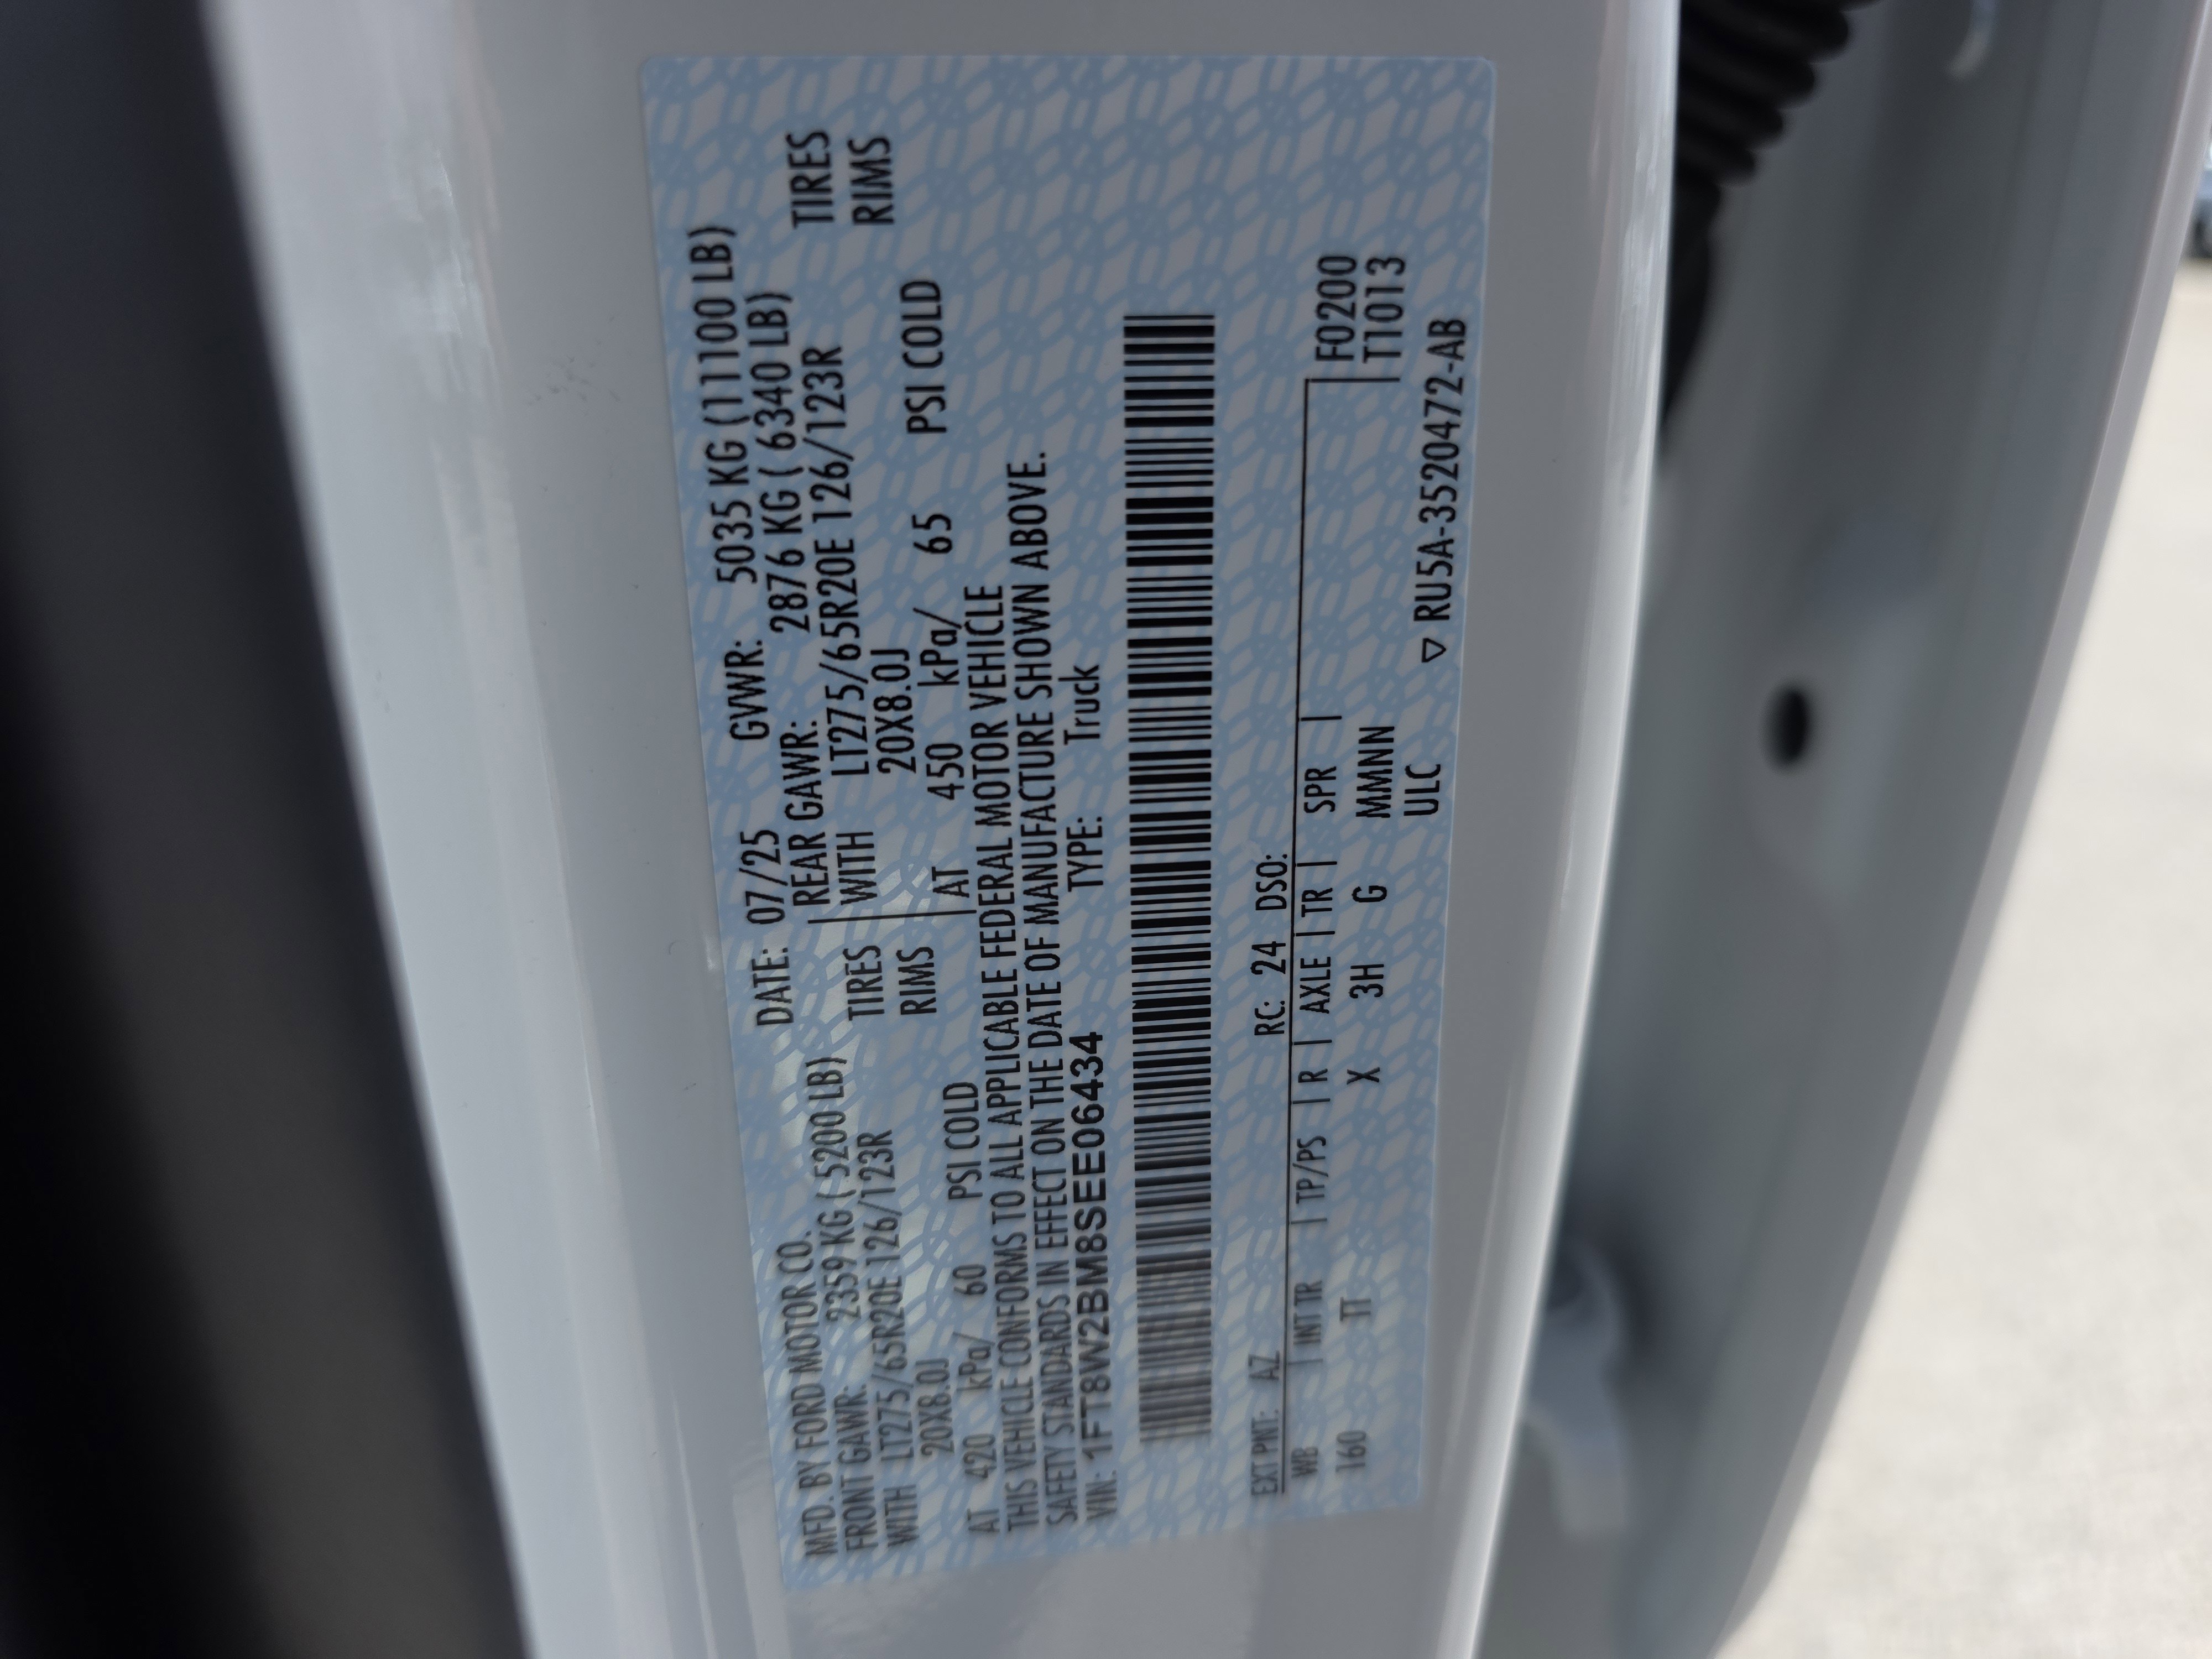 MFD. BY FORD MOTOR CO. DATE: 07/25 GVWR: 5035 KG (11100 LB)
FRONT GAWR: 2359 KG (5200 LB) REAR GAWR: 2876 KG ( 6340 LB)
WITH LT275/65R20E 126/123R TIRES WITH LT275/65R20E 126/123R TIRES
20X8.0J RIMS 20X8.0J RIMS
AT 420 kPa/ 60 PSI COLD AT 450 kPa/ 65 PSI COLD
THIS VEHICLE CONFORMS TO ALL APPLICABLE FEDERAL MOTOR VEHICLE
SAFETY STANDARDS IN EFFECT ON THE DATE OF MANUFACTURE SHOWN ABOVE.
VIN: 1FT8W2BM8SEE06434 TYPE: Truck
EXT PNT: AZ RC: 24 DSO:
WB | INT TR | TP/PS | R | AXLE | TR | SPR | F0200
160 TT X 3H G MMNN T1013
ULC ▽ RU5A-3520472-AB